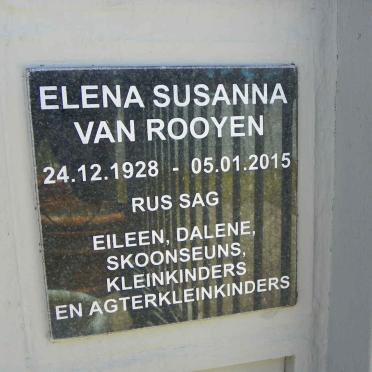 ELENA SUSANNA
VAN ROOYEN
24.12.1928 - 05.01.2015
RUS SAG
EILEEN, DALENE,
SKOONSEUNS,
KLEINKINDERS
EN AGTERKLEINKINDERS